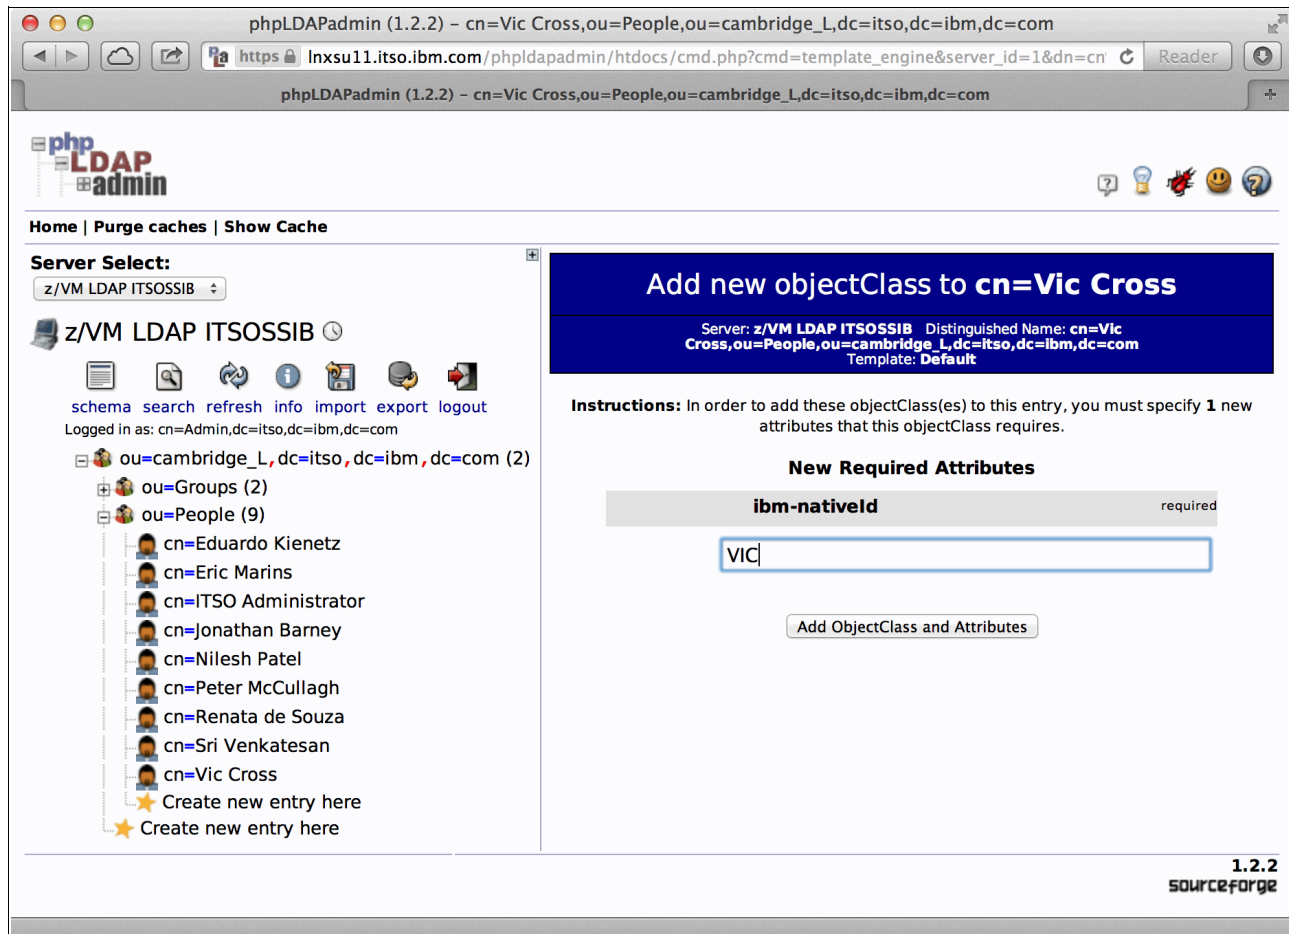 phpLDAPadmin (1.2.2) – cn=Vic Cross,ou=People,ou=cambridge_L,dc=itso,dc=ibm,dc=com
https lnxsu11.itso.ibm.com/phpldapadmin/htdocs/cmd.php?cmd=template_engine&server_id=1&dn=cn Reader
phpLDAPadmin (1.2.2) – cn=Vic Cross,ou=People,ou=cambridge_L,dc=itso,dc=ibm,dc=com
php
LDAP
admin
Home | Purge caches | Show Cache
Server Select:
z/VM LDAP ITSOSSIB
z/VM LDAP ITSOSSIB
schema search refresh info import export logout
Logged in as: cn=Admin,dc=itso,dc=ibm,dc=com
ou=cambridge_L,dc=itso,dc=ibm,dc=com (2)
ou=Groups (2)
ou=People (9)
cn=Eduardo Kienetz
cn=Eric Marins
cn=ITSO Administrator
cn=Jonathan Barney
cn=Nilesh Patel
cn=Peter McCullagh
cn=Renata de Souza
cn=Sri Venkatesan
cn=Vic Cross
Create new entry here
Create new entry here
Add new objectClass to cn=Vic Cross
Server: z/VM LDAP ITSOSSIB Distinguished Name: cn=Vic
Cross,ou=People,ou=cambridge_L,dc=itso,dc=ibm,dc=com
Template: Default
Instructions: In order to add these objectClass(es) to this entry, you must specify 1 new
attributes that this objectClass requires.
New Required Attributes
ibm-nativeId required
VIC
Add ObjectClass and Attributes
1.2.2
sourceforge